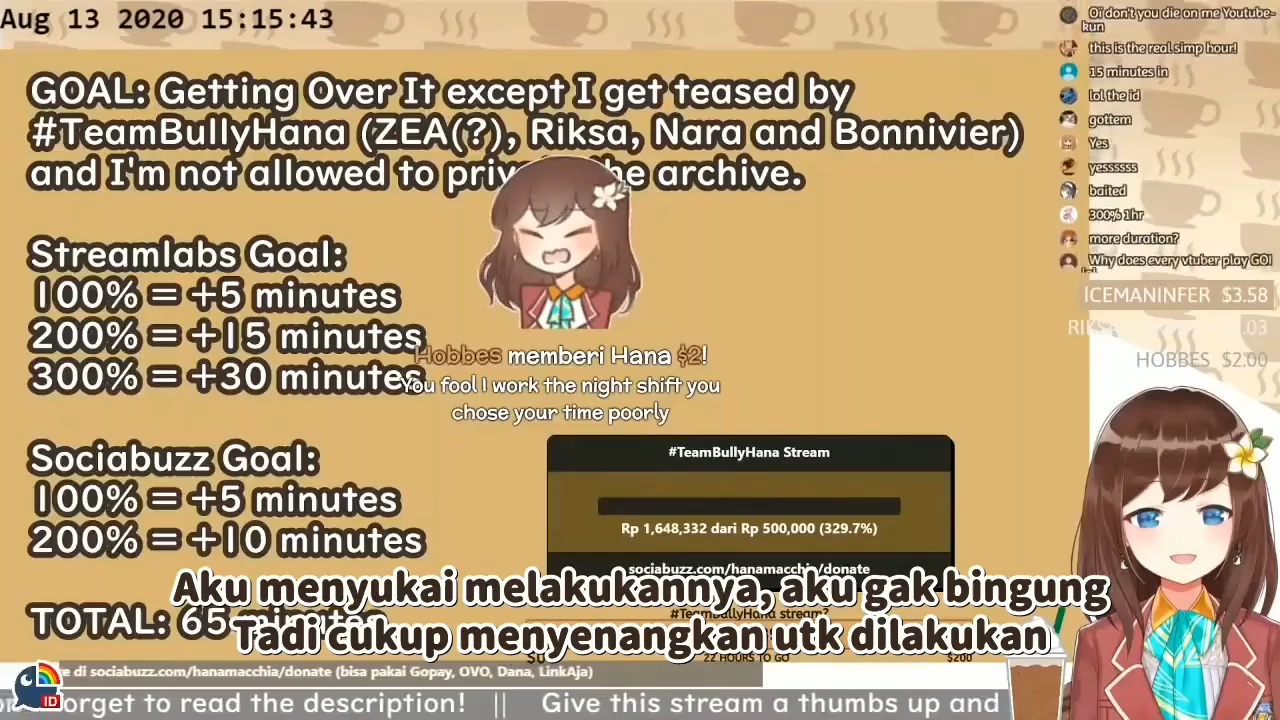 Aug 13 2020 15:15:43
GOAL: Getting Over It except I get teased by
#TeamBullyHana (ZEA(?), Riksa, Nara and Bonnivier)
and I'm not allowed to priv he archive.
Streamlabs Goal:
100% = +5 minutes
200% = +15 minutes
300% = +30 minutes
Sociabuzz Goal:
100% = +5 minutes
200% = +10 minutes
TOTAL: 65 minutes
Hobbes memberi Hana $2!
You fool I work the night shift you
chose your time poorly
#TeamBullyHana Stream
Rp 1,648,332 dari Rp 500,000 (329.7%)
sociabuzz.com/hanamacchia/donate
#TeamBullyHana stream?
22 HOURS TO GO
$200
Aku menyukai melakukannya, aku gak bingung
Tadi cukup menyenangkan utk dilakukan
Oi don't you die on me Youtube-
kun
this is the real simp hour!
15 minutes in
lol the id
gottem
Yes
yessssss
baited
300% 1hr
more duration?
Why does every vtuber play GOI
ICEMANINFER $3.58
.03
HOBBES $2.00
e di sociabuzz.com/hanamacchia/donate (bisa pakai Gopay, OVO, Dana, LinkAja)
ID
orget to read the description! || Give this stream a thumbs up and